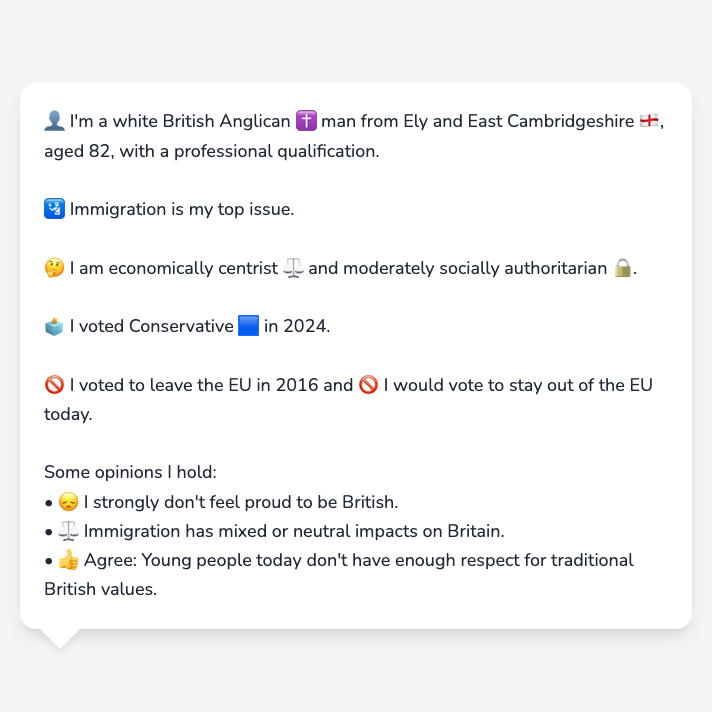 👤 I'm a white British Anglican ✝️ man from Ely and East Cambridgeshire 🏴󠁧󠁢󠁥󠁮󠁧󠁿,
aged 82, with a professional qualification.
🛂 Immigration is my top issue.
🤔 I am economically centrist ⚖️ and moderately socially authoritarian 🔒.
🗳️ I voted Conservative 🟦 in 2024.
🚫 I voted to leave the EU in 2016 and 🚫 I would vote to stay out of the EU
today.
Some opinions I hold:
• 😞 I strongly don't feel proud to be British.
• ⚖️ Immigration has mixed or neutral impacts on Britain.
• 👍 Agree: Young people today don't have enough respect for traditional
British values.